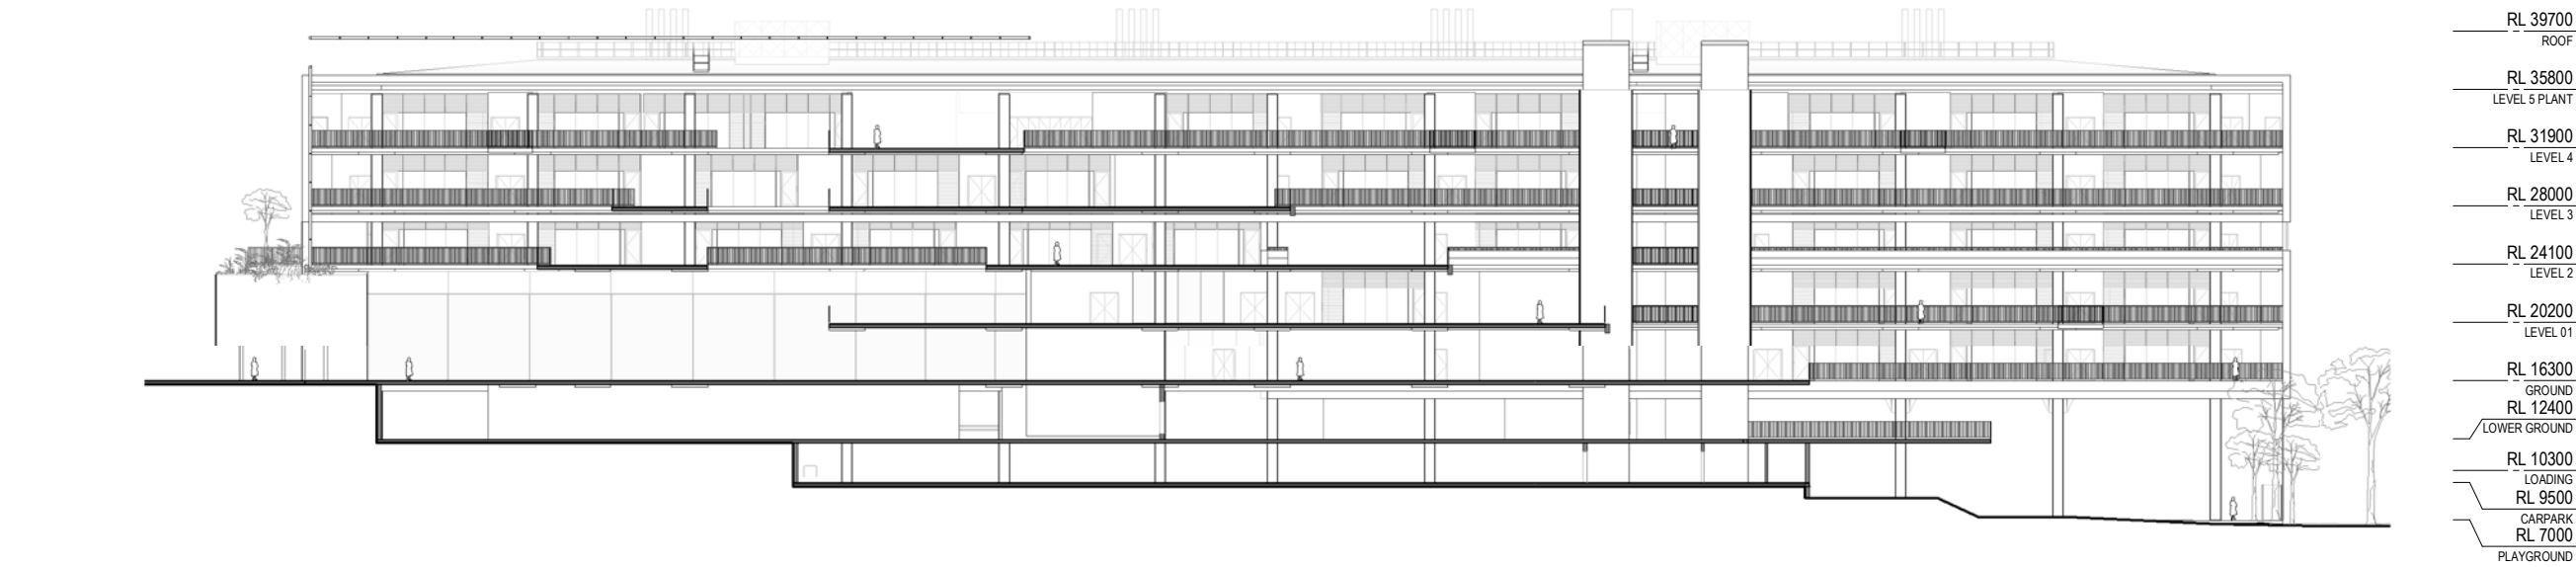 RL 39700
ROOF
RL 35800
LEVEL 5 PLANT
RL 31900
LEVEL 4
RL 28000
LEVEL 3
RL 24100
LEVEL 2
RL 20200
LEVEL 01
RL 16300
GROUND
RL 12400
LOWER GROUND
RL 10300
LOADING
RL 9500
CARPARK
RL 7000
PLAYGROUND